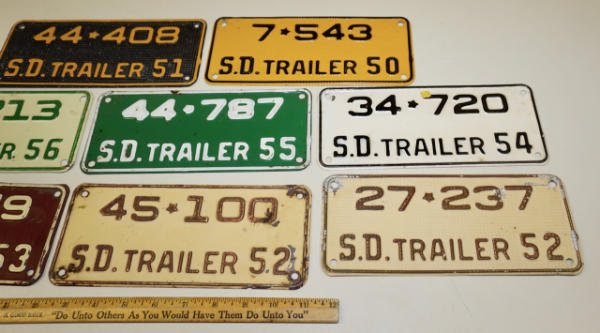 44★408
S.D. TRAILER 51
7★543
S.D. TRAILER 50
713
R. 56
44★787
S.D. TRAILER 55
34★720
S.D. TRAILER 54
9
53
45★100
S.D. TRAILER 52
27★237
S.D. TRAILER 52
"Do Unto Others As You Would Have Them Do Unto You"